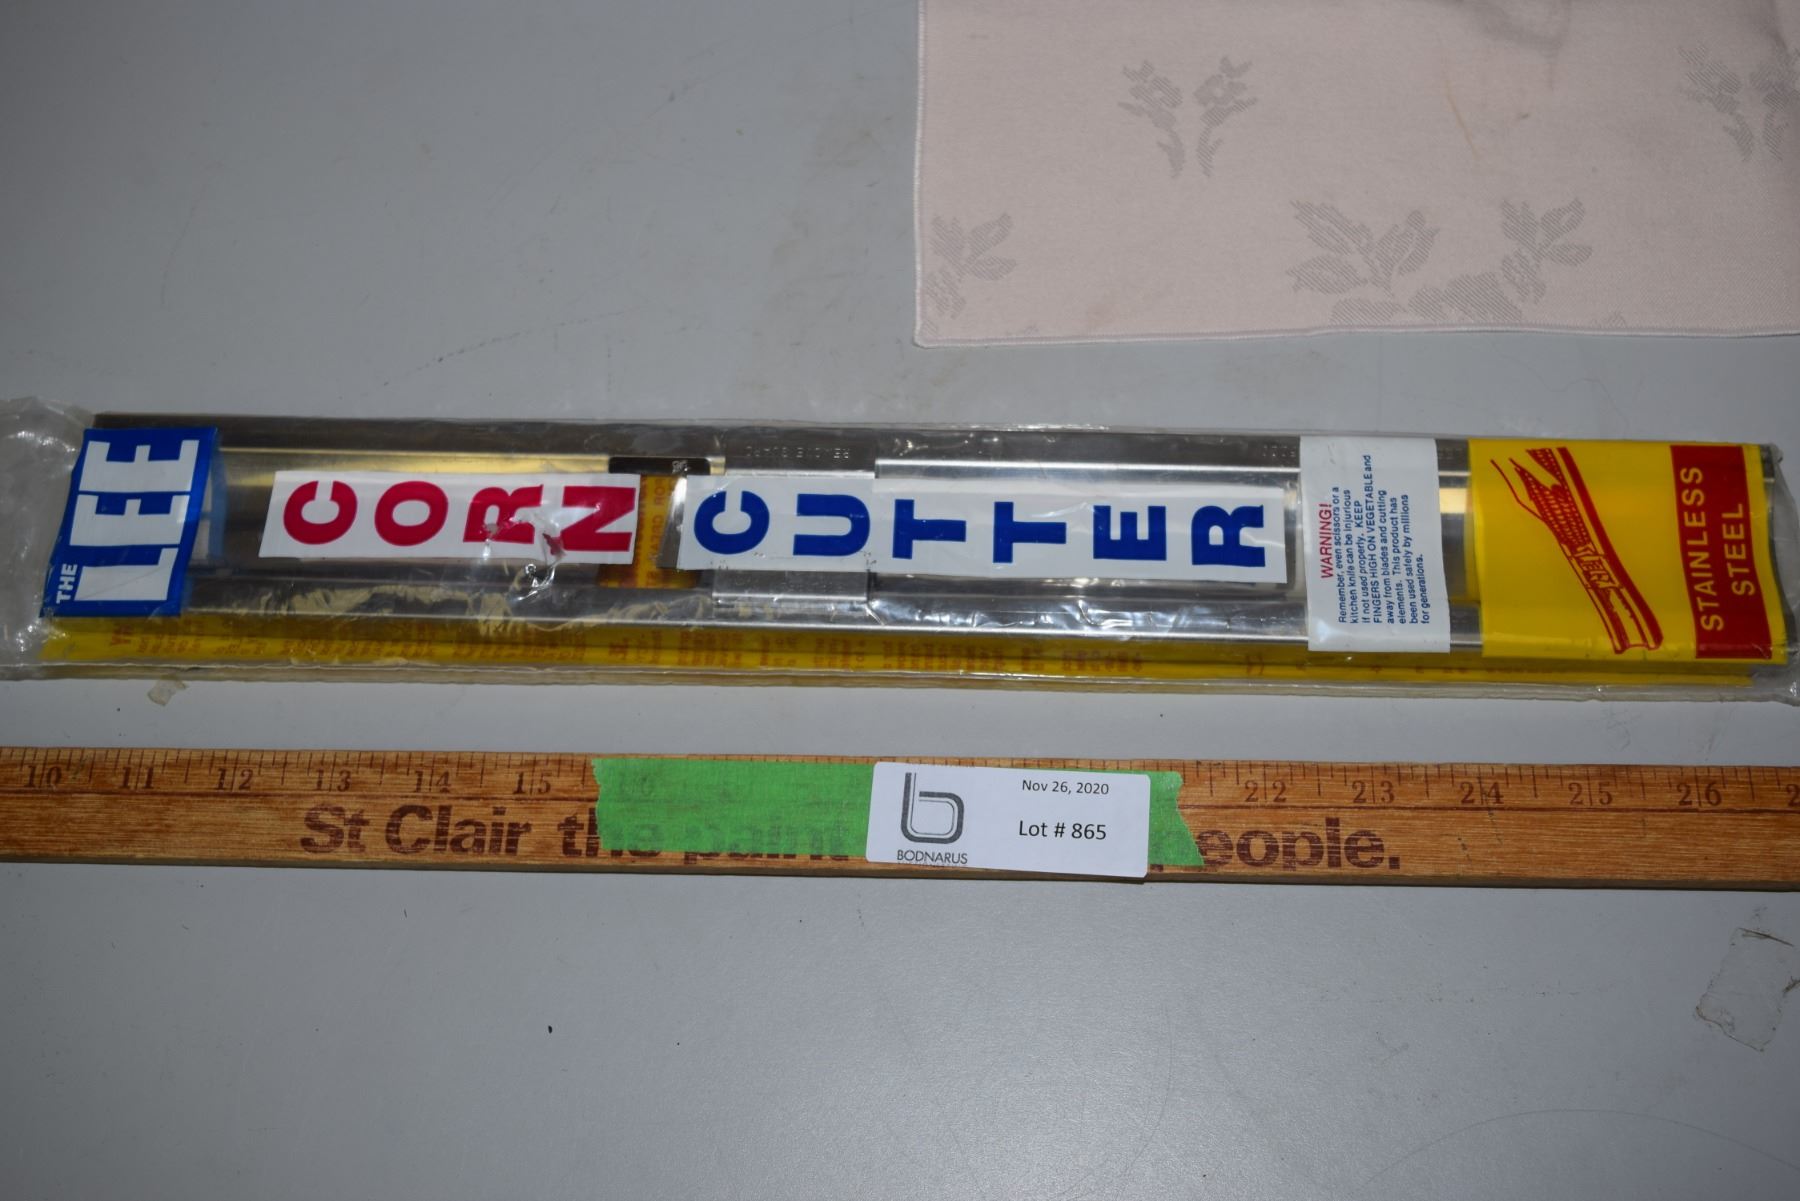 THE
LEE
CORN
CUTTER
WARNING!
Remember, even scissors or a
kitchen knife can be injurious
if not used properly. KEEP
FINGERS HIGH ON VEGETABLE and
away from blades and cutting
elements. This product has
been used safely by millions
for generations.
STAINLESS
STEEL
10 11 12 13 14 15 16 22 23 24 25 26
St Clair the paint people.
Nov 26, 2020
Lot # 865
BODNARUS